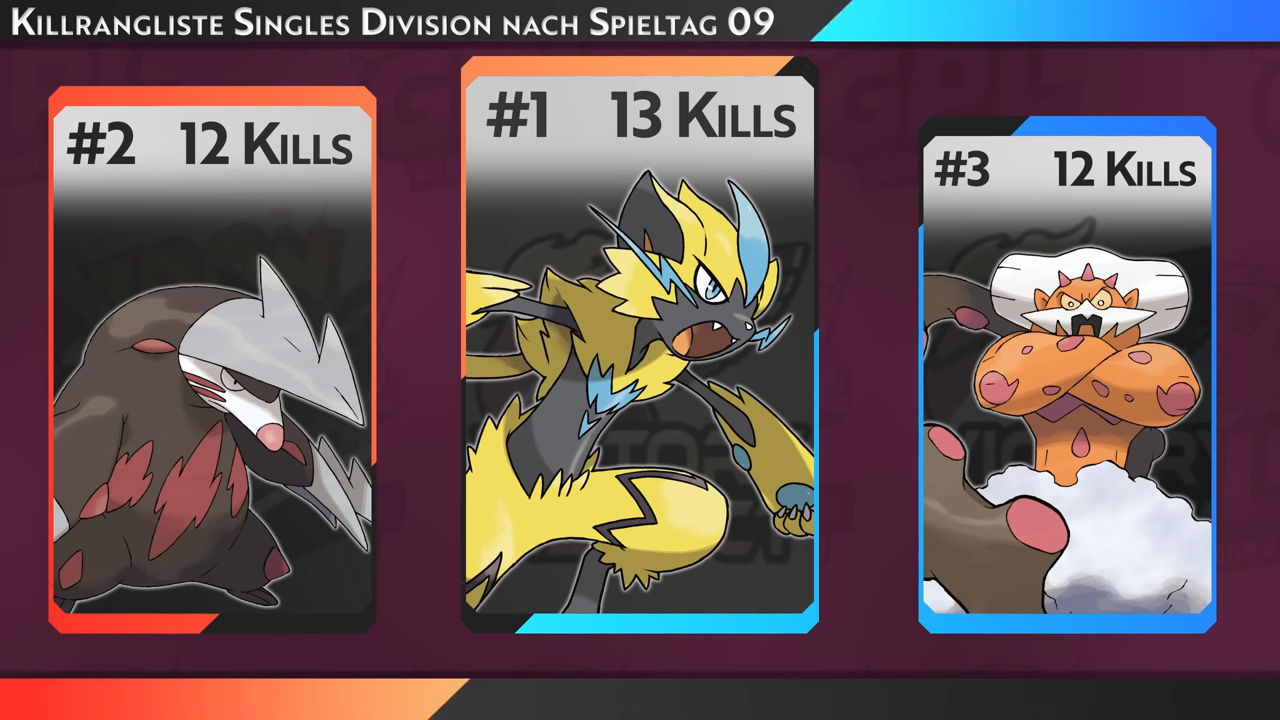 Killrangliste Singles Division nach Spieltag 09
#2 12 Kills
#1 13 Kills
#3 12 Kills